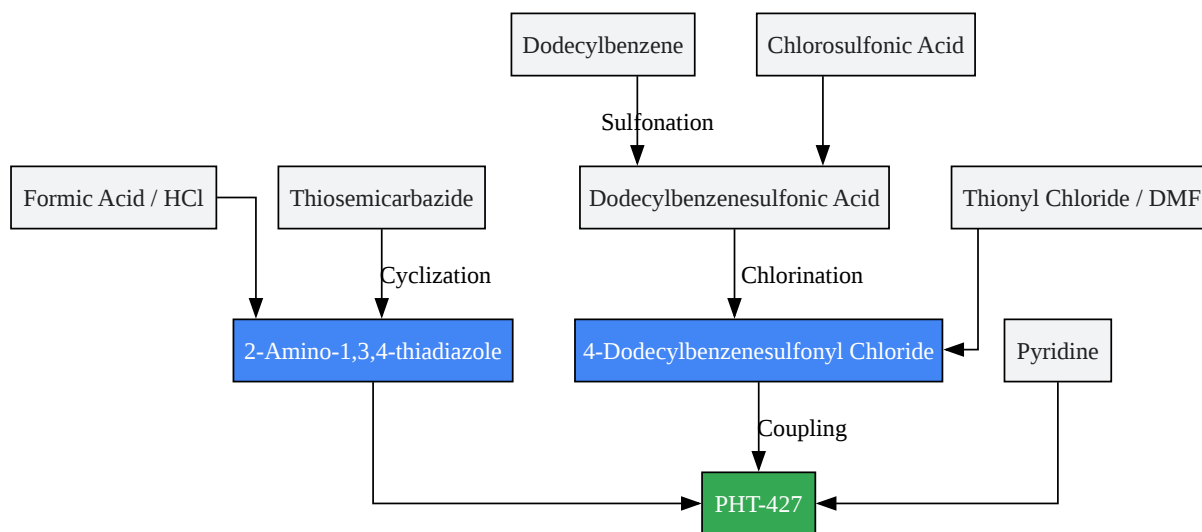 Dodecylbenzene
Chlorosulfonic Acid
Sulfonation
Formic Acid / HCl
Thiosemicarbazide
Dodecylbenzenesulfonic Acid
Thionyl Chloride / DMF
Cyclization
Chlorination
2-Amino-1,3,4-thiadiazole
4-Dodecylbenzenesulfonyl Chloride
Pyridine
Coupling
PHT-427